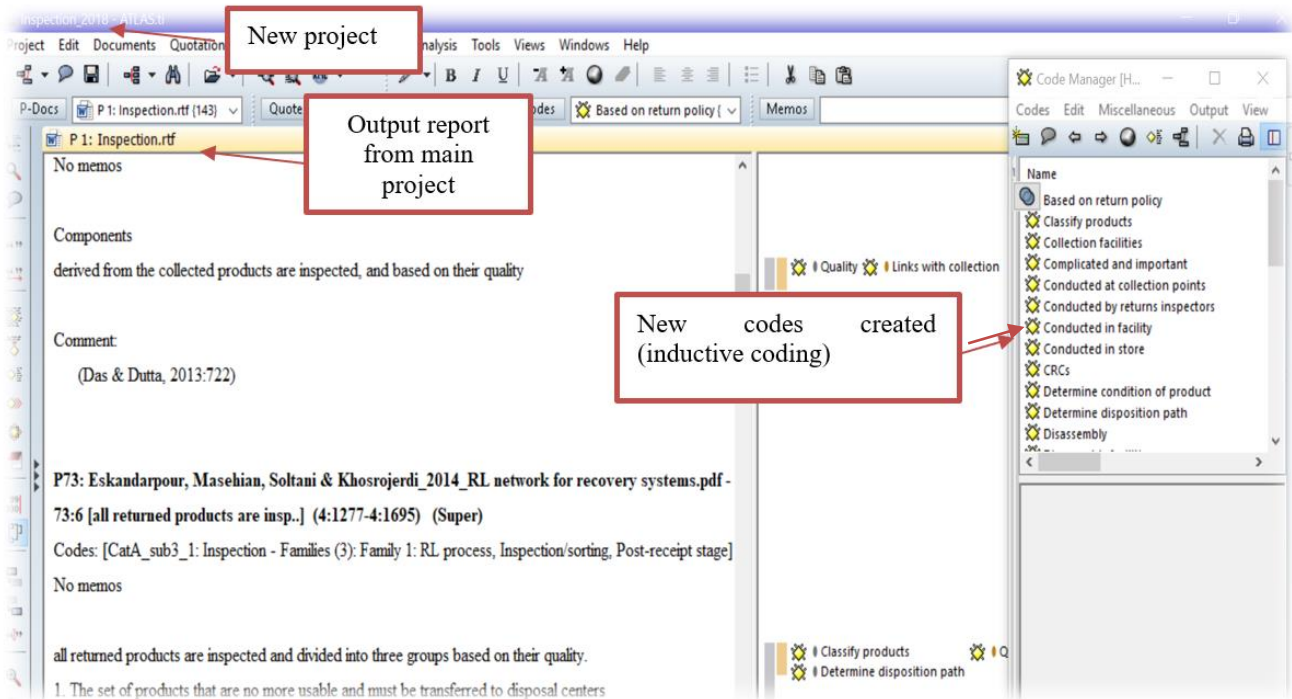 Inspection_2018 - ATLAS.ti
New project
Project Edit Documents Quotation Analysis Tools Views Windows Help
B I U
P-Docs P 1: Inspection.rtf {143} Quote Codes Based on return policy { Memos
P 1: Inspection.rtf
Output report
from main
project
No memos
Components
derived from the collected products are inspected, and based on their quality
Quality Links with collection
Comment:
(Das & Dutta, 2013:722)
New codes created
(inductive coding)
P73: Eskandarpour, Masehian, Soltani & Khosrojerdi_2014_RL network for recovery systems.pdf -
73:6 [all returned products are insp..] (4:1277-4:1695) (Super)
Codes: [CatA_sub3_1: Inspection - Families (3): Family 1: RL process, Inspection/sorting, Post-receipt stage]
No memos
all returned products are inspected and divided into three groups based on their quality.
Classify products Q
Determine disposition path
1. The set of products that are no more usable and must be transferred to disposal centers
Code Manager [H...
Codes Edit Miscellaneous Output View
Name
Based on return policy
Classify products
Collection facilities
Complicated and important
Conducted at collection points
Conducted by returns inspectors
Conducted in facility
Conducted in store
CRCs
Determine condition of product
Determine disposition path
Disassembly